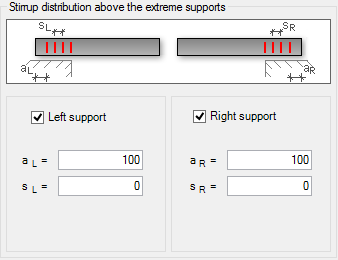 Stirrup distribution above the extreme supports
sL sR
aL aR
Left support
Right support
a L = 100
a R = 100
s L = 0
s R = 0